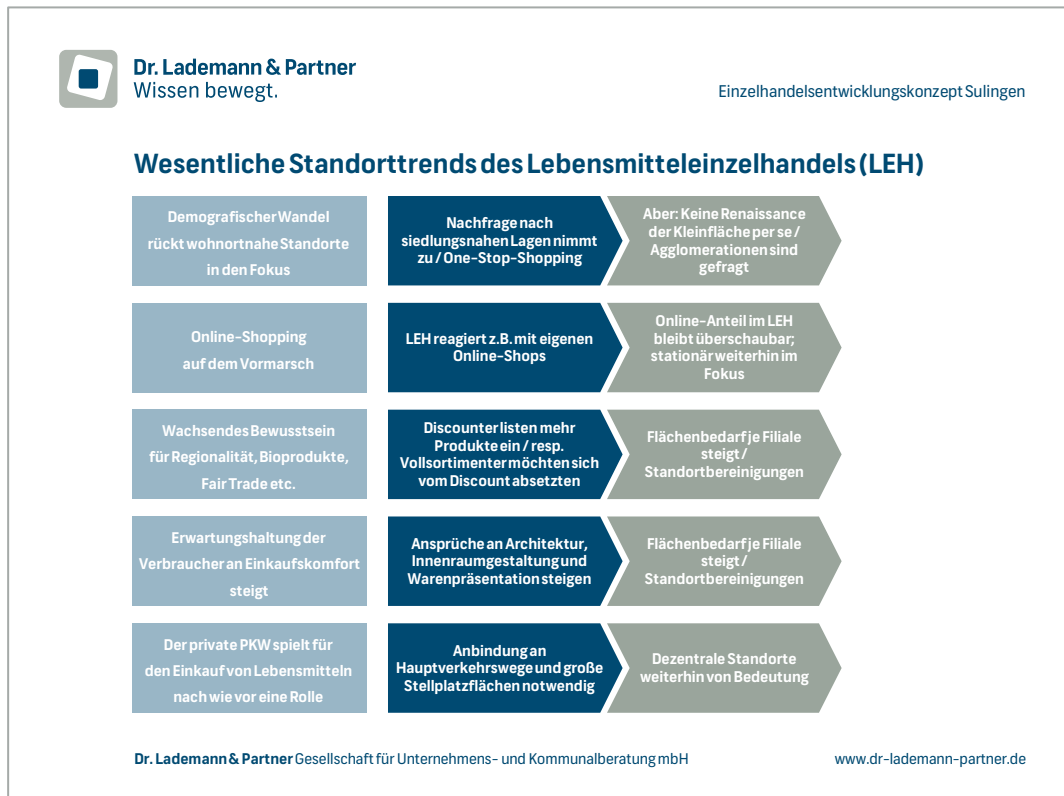 Dr. Lademann & Partner
Wissen bewegt.
Einzelhandelsentwicklungskonzept Sulingen
Wesentliche Standorttrends des Lebensmitteleinzelhandels (LEH)
Demografischer Wandel
rückt wohnortnahe Standorte
in den Fokus
Nachfrage nach
siedlungsnahen Lagen nimmt
zu / One-Stop-Shopping
Aber: Keine Renaissance
der Kleinfläche per se /
Agglomerationen sind
gefragt
Online-Shopping
auf dem Vormarsch
LEH reagiert z.B. mit eigenen
Online-Shops
Online-Anteil im LEH
bleibt überschaubar;
stationär weiterhin im
Fokus
Wachsendes Bewusstsein
für Regionalität, Bioprodukte,
Fair Trade etc.
Discounter listen mehr
Produkte ein / resp.
Vollsortimenter möchten sich
vom Discount absetzten
Flächenbedarf je Filiale
steigt /
Standortbereinigungen
Erwartungshaltung der
Verbraucher an Einkaufskomfort
steigt
Ansprüche an Architektur,
Innenraumgestaltung und
Warenpräsentation steigen
Flächenbedarf je Filiale
steigt /
Standortbereinigungen
Der private PKW spielt für
den Einkauf von Lebensmitteln
nach wie vor eine Rolle
Anbindung an
Hauptverkehrswege und große
Stellplatzflächen notwendig
Dezentrale Standorte
weiterhin von Bedeutung
Dr. Lademann & Partner Gesellschaft für Unternehmens- und Kommunalberatung mbH
www.dr-lademann-partner.de